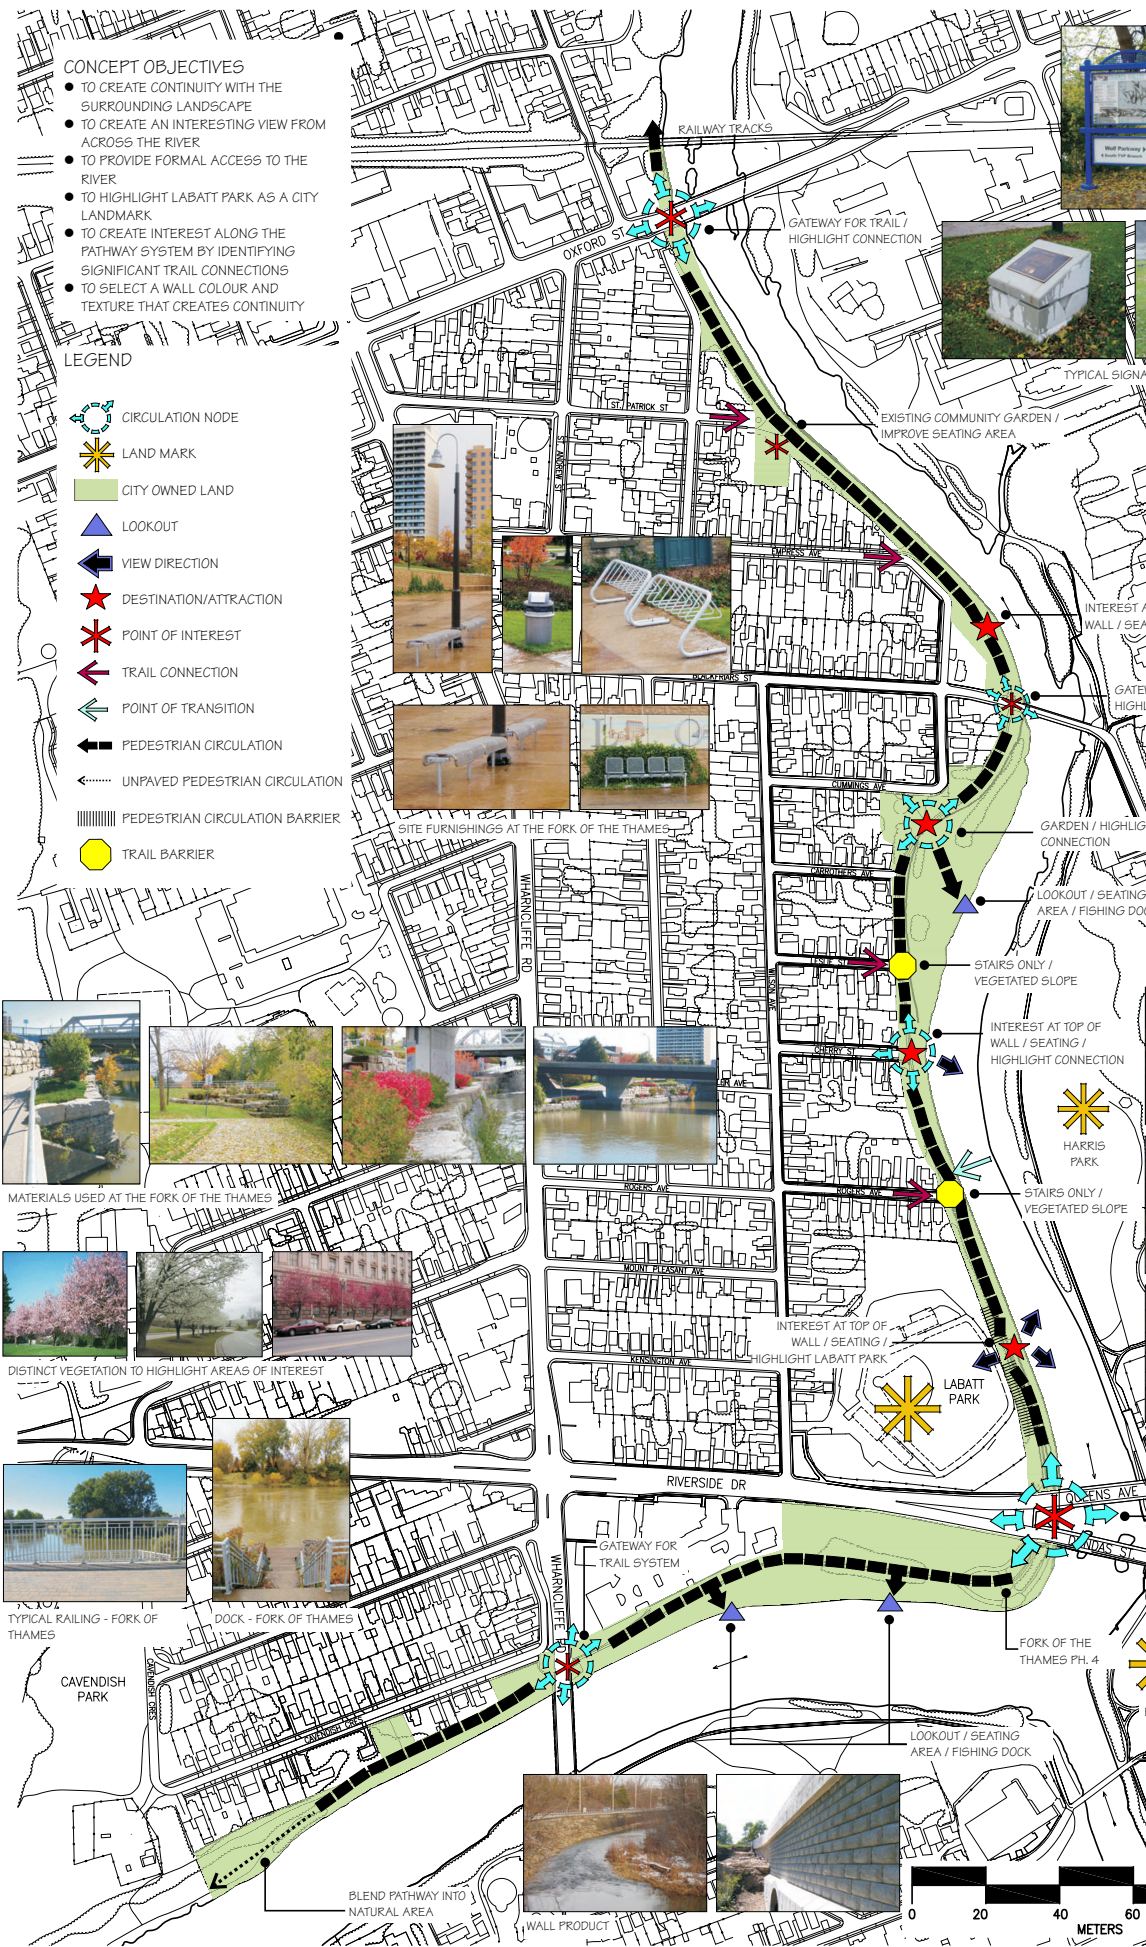 CONCEPT OBJECTIVES
● TO CREATE CONTINUITY WITH THE
SURROUNDING LANDSCAPE
● TO CREATE AN INTERESTING VIEW FROM
ACROSS THE RIVER
● TO PROVIDE FORMAL ACCESS TO THE
RIVER
● TO HIGHLIGHT LABATT PARK AS A CITY
LANDMARK
● TO CREATE INTEREST ALONG THE
PATHWAY SYSTEM BY IDENTIFYING
SIGNIFICANT TRAIL CONNECTIONS
● TO SELECT A WALL COLOUR AND
TEXTURE THAT CREATES CONTINUITY
LEGEND
CIRCULATION NODE
LAND MARK
CITY OWNED LAND
LOOKOUT
VIEW DIRECTION
DESTINATION/ATTRACTION
POINT OF INTEREST
TRAIL CONNECTION
POINT OF TRANSITION
PEDESTRIAN CIRCULATION
UNPAVED PEDESTRIAN CIRCULATION
PEDESTRIAN CIRCULATION BARRIER
TRAIL BARRIER
RAILWAY TRACKS
OXFORD ST
GATEWAY FOR TRAIL /
HIGHLIGHT CONNECTION
TYPICAL SIGNA
ST. PATRICK ST
ST. ANDREW ST
EXISTING COMMUNITY GARDEN /
IMPROVE SEATING AREA
EMPRESS AVE
INTEREST A
WALL / SEA
BLACKFRIARS ST
GATE
HIGHL
CUMMINGS AVE
SITE FURNISHINGS AT THE FORK OF THE THAMES
GARDEN / HIGHLIG
CONNECTION
CARROTHERS AVE
LOOKOUT / SEATING
AREA / FISHING DOC
WHARNCLIFFE RD
WILSON AVE
LESLIE ST
STAIRS ONLY /
VEGETATED SLOPE
CHERRY ST
INTEREST AT TOP OF
WALL / SEATING /
HIGHLIGHT CONNECTION
HARRIS
PARK
MATERIALS USED AT THE FORK OF THE THAMES
ROGERS AVE
ROGERS AVE
STAIRS ONLY /
VEGETATED SLOPE
MOUNT PLEASANT AVE
INTEREST AT TOP OF
WALL / SEATING /
HIGHLIGHT LABATT PARK
KENSINGTON AVE
DISTINCT VEGETATION TO HIGHLIGHT AREAS OF INTEREST
LABATT
PARK
RIVERSIDE DR
QUEENS AVE
DUNDAS ST
GATEWAY FOR
TRAIL SYSTEM
WHARNCLIFFE
TYPICAL RAILING - FORK OF
THAMES
DOCK - FORK OF THAMES
FORK OF THE
THAMES PH. 4
CAVENDISH
PARK
CAVENDISH CRES
CAVENDISH CRES
LOOKOUT / SEATING
AREA / FISHING DOCK
BLEND PATHWAY INTO
NATURAL AREA
WALL PRODUCT
0 20 40 60
METERS